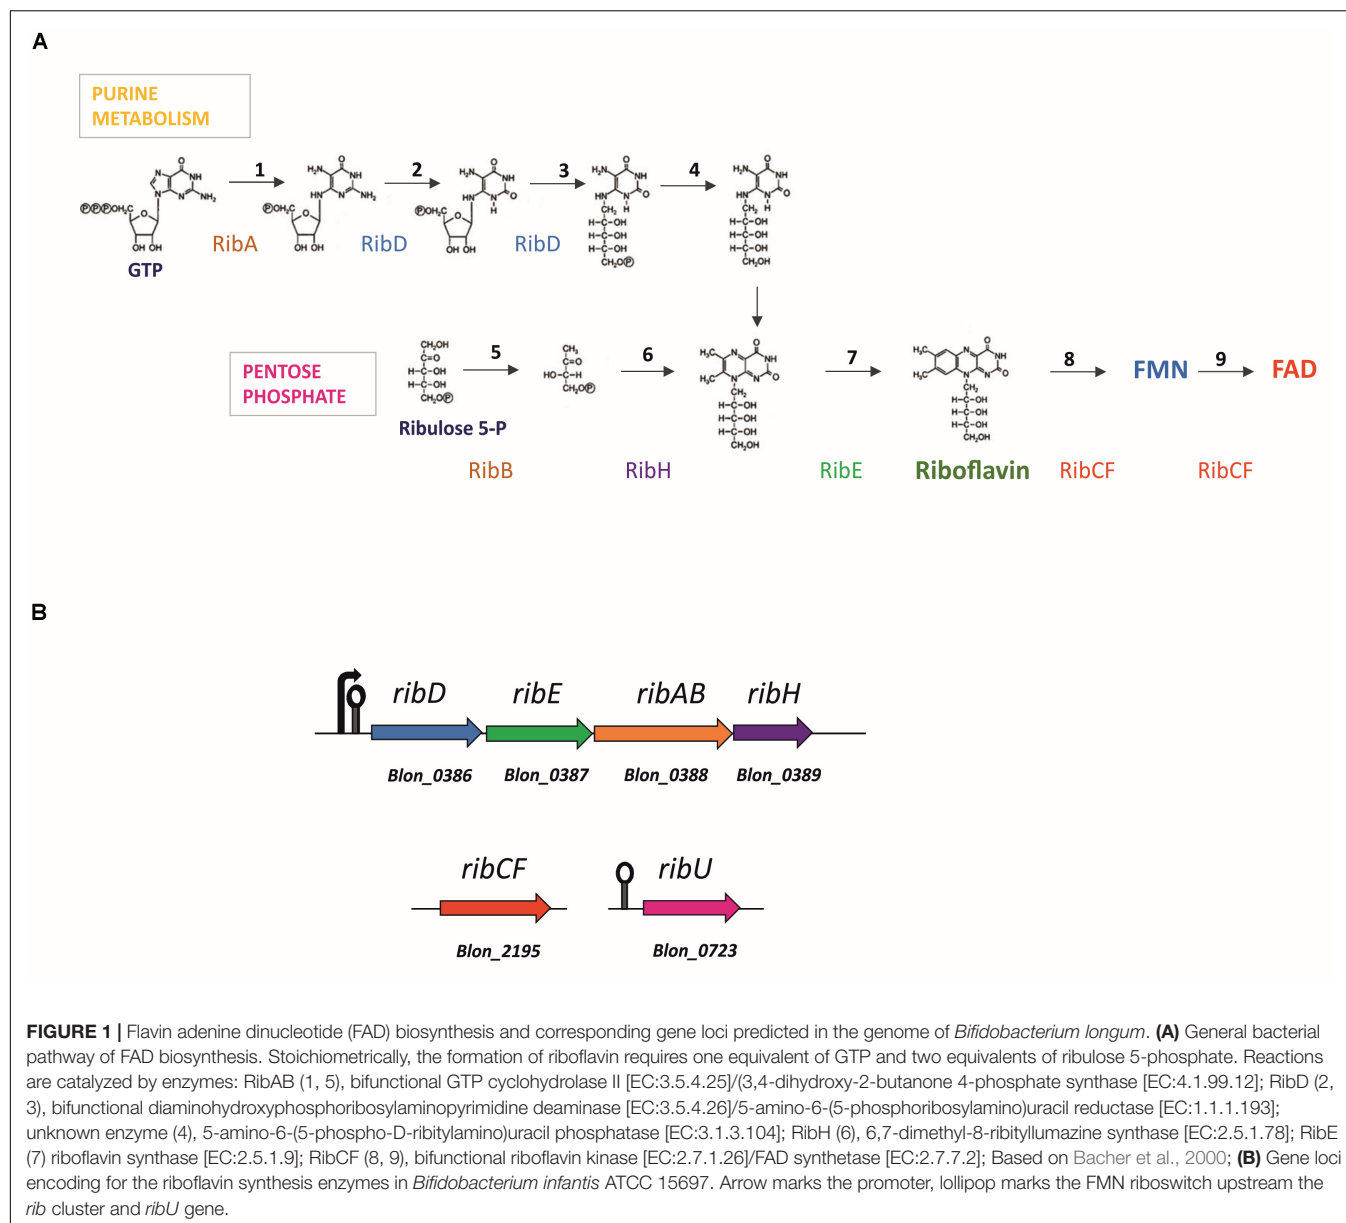 A
PURINE
METABOLISM
1
2
3
4
RibA
RibD
RibD
GTP
PENTOSE
PHOSPHATE
5
6
7
8
9
FMN
FAD
Ribulose 5-P
RibB
RibH
RibE
Riboflavin
RibCF
RibCF
B
ribD
ribE
ribAB
ribH
Blon_0386
Blon_0387
Blon_0388
Blon_0389
ribCF
ribU
Blon_2195
Blon_0723
FIGURE 1 | Flavin adenine dinucleotide (FAD) biosynthesis and corresponding gene loci predicted in the genome of Bifidobacterium longum. (A) General bacterial
pathway of FAD biosynthesis. Stoichiometrically, the formation of riboflavin requires one equivalent of GTP and two equivalents of ribulose 5-phosphate. Reactions
are catalyzed by enzymes: RibAB (1, 5), bifunctional GTP cyclohydrolase II [EC:3.5.4.25]/(3,4-dihydroxy-2-butanone 4-phosphate synthase [EC:4.1.99.12]; RibD (2,
3), bifunctional diaminohydroxyphosphoribosylaminopyrimidine deaminase [EC:3.5.4.26]/5-amino-6-(5-phosphoribosylamino)uracil reductase [EC:1.1.1.193];
unknown enzyme (4), 5-amino-6-(5-phospho-D-ribitylamino)uracil phosphatase [EC:3.1.3.104]; RibH (6), 6,7-dimethyl-8-ribityllumazine synthase [EC:2.5.1.78]; RibE
(7) riboflavin synthase [EC:2.5.1.9]; RibCF (8, 9), bifunctional riboflavin kinase [EC:2.7.1.26]/FAD synthetase [EC:2.7.7.2]; Based on Bacher et al., 2000; (B) Gene loci
encoding for the riboflavin synthesis enzymes in Bifidobacterium infantis ATCC 15697. Arrow marks the promoter, lollipop marks the FMN riboswitch upstream the
rib cluster and ribU gene.